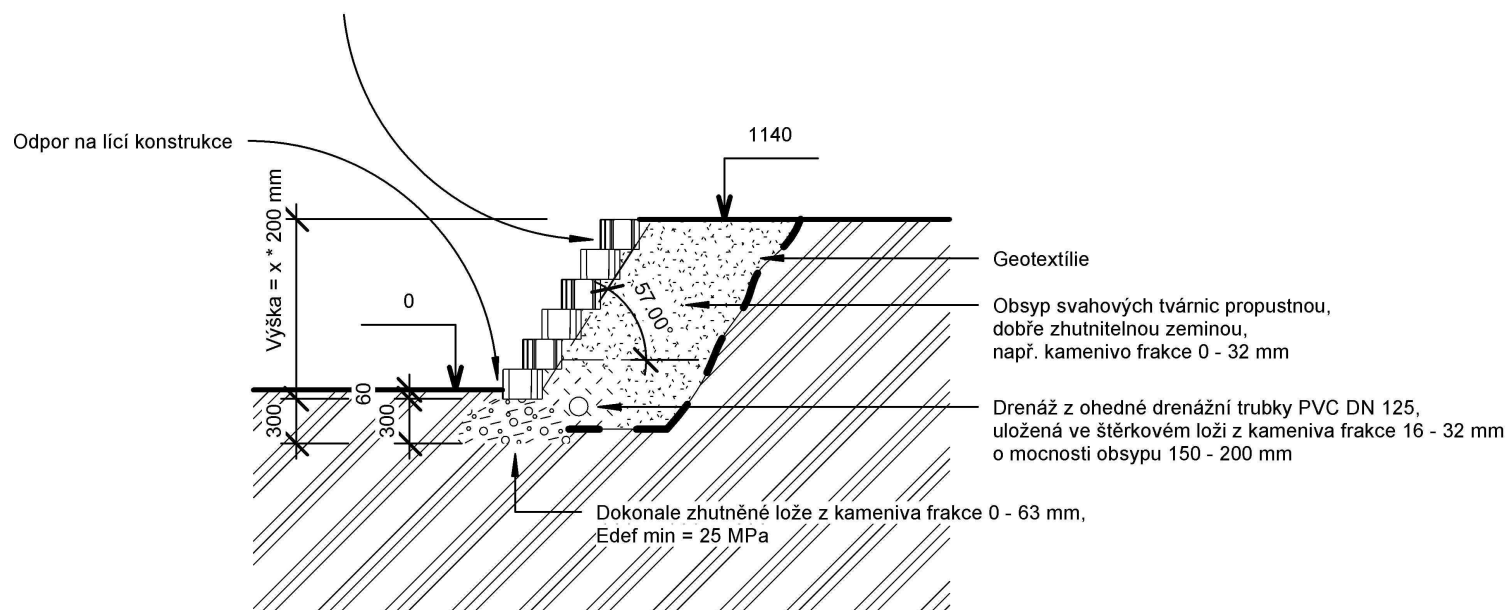 Odpor na lící konstrukce
1140
Výška = x * 200 mm
0
57.00°
60
300
300
Geotextílie
Obsyp svahových tvárnic propustnou,
dobře zhutnitelnou zeminou,
např. kamenivo frakce 0 - 32 mm
Drenáž z ohedné drenážní trubky PVC DN 125,
uložená ve štěrkovém loži z kameniva frakce 16 - 32 mm
o mocnosti obsypu 150 - 200 mm
Dokonale zhutněné lože z kameniva frakce 0 - 63 mm,
Edef min = 25 MPa